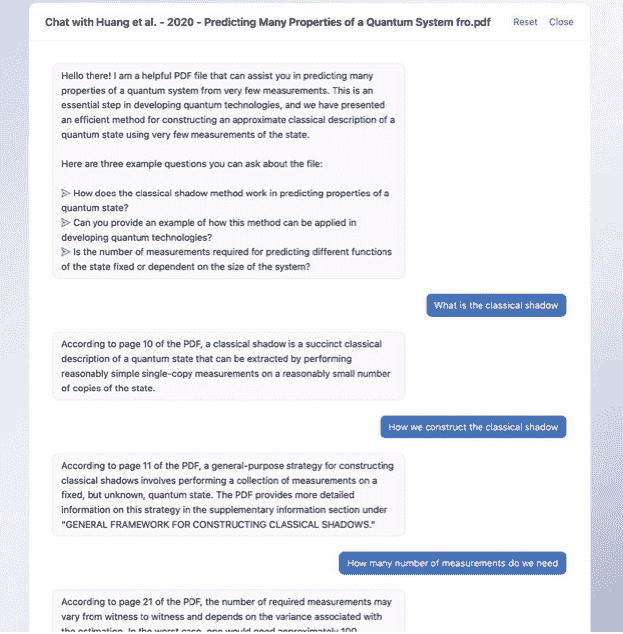 Chat with Huang et al. - 2020 - Predicting Many Properties of a Quantum System fro.pdf
Reset
Close
Hello there! I am a helpful PDF file that can assist you in predicting many
properties of a quantum system from very few measurements. This is an
essential step in developing quantum technologies, and we have presented
an efficient method for constructing an approximate classical description of a
quantum state using very few measurements of the state.
Here are three example questions you can ask about the file:
How does the classical shadow method work in predicting properties of a
quantum state?
Can you provide an example of how this method can be applied in
developing quantum technologies?
Is the number of measurements required for predicting different functions
of the state fixed or dependent on the size of the system?
What is the classical shadow
According to page 10 of the PDF, a classical shadow is a succinct classical
description of a quantum state that can be extracted by performing
reasonably simple single-copy measurements on a reasonably small number
of copies of the state.
How we construct the classical shadow
According to page 11 of the PDF, a general-purpose strategy for constructing
classical shadows involves performing a collection of measurements on a
fixed, but unknown, quantum state. The PDF provides more detailed
information on this strategy in the supplementary information section under
"GENERAL FRAMEWORK FOR CONSTRUCTING CLASSICAL SHADOWS."
How many number of measurements do we need
According to page 21 of the PDF, the number of required measurements may
vary from witness to witness and depends on the variance associated with
the estimation. In the worst case, one would need approximately 100